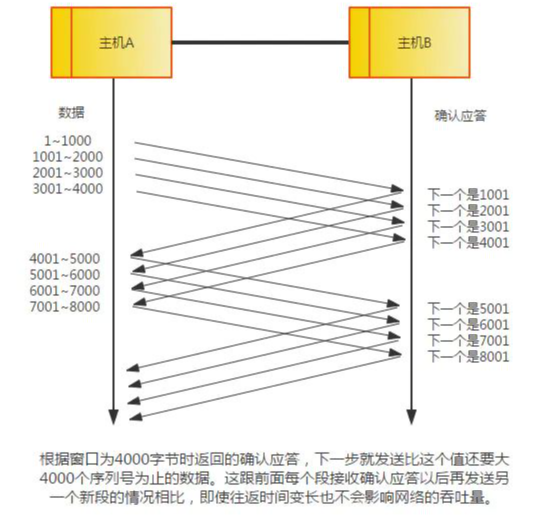 主机A
主机B
数据
确认应答
1~1000
1001~2000
2001~3000
3001~4000
下一个是1001
下一个是2001
下一个是3001
下一个是4001
4001~5000
5001~6000
6001~7000
7001~8000
下一个是5001
下一个是6001
下一个是7001
下一个是8001
根据窗口为4000字节时返回的确认应答，下一步就发送比这个值还要大
4000个序列号为止的数据。这跟前面每个段接收确认应答以后再发送另
一个新段的情况相比，即使往返时间变长也不会影响网络的吞吐量。